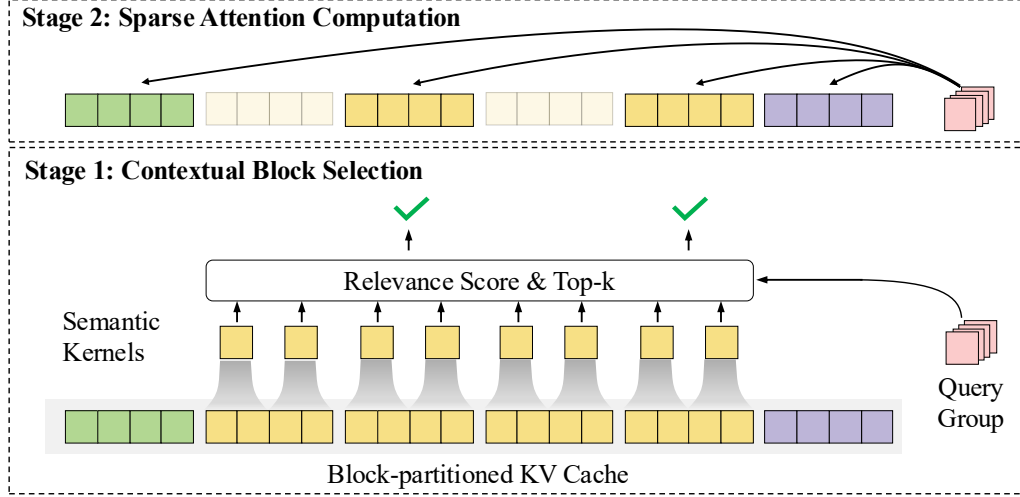 Stage 2: Sparse Attention Computation
Stage 1: Contextual Block Selection
Relevance Score & Top-k
Semantic
Kernels
Query
Group
Block-partitioned KV Cache